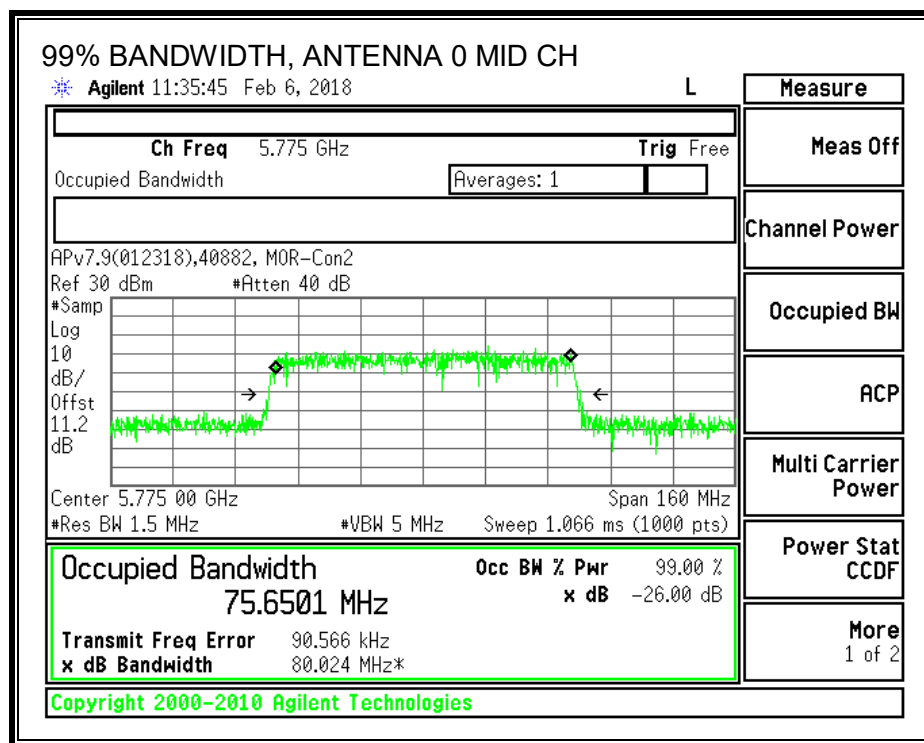 99% BANDWIDTH, ANTENNA 0 MID CH
Agilent 11:35:45 Feb 6, 2018 L
Measure
Ch Freq 5.775 GHz Trig Free
Meas Off
Occupied Bandwidth Averages: 1
Channel Power
APv7.9(012318),40882, MOR-Con2
Ref 30 dBm #Atten 40 dB
#Samp
Log
10
dB/
Offst
11.2
dB
Occupied BW
ACP
Center 5.775 00 GHz Span 160 MHz
#Res BW 1.5 MHz #VBW 5 MHz Sweep 1.066 ms (1000 pts)
Multi Carrier
Power
Occupied Bandwidth Occ BW % Pwr 99.00 %
75.6501 MHz x dB -26.00 dB
Transmit Freq Error 90.566 kHz
x dB Bandwidth 80.024 MHz*
Power Stat
CCDF
More
1 of 2
Copyright 2000-2010 Agilent Technologies